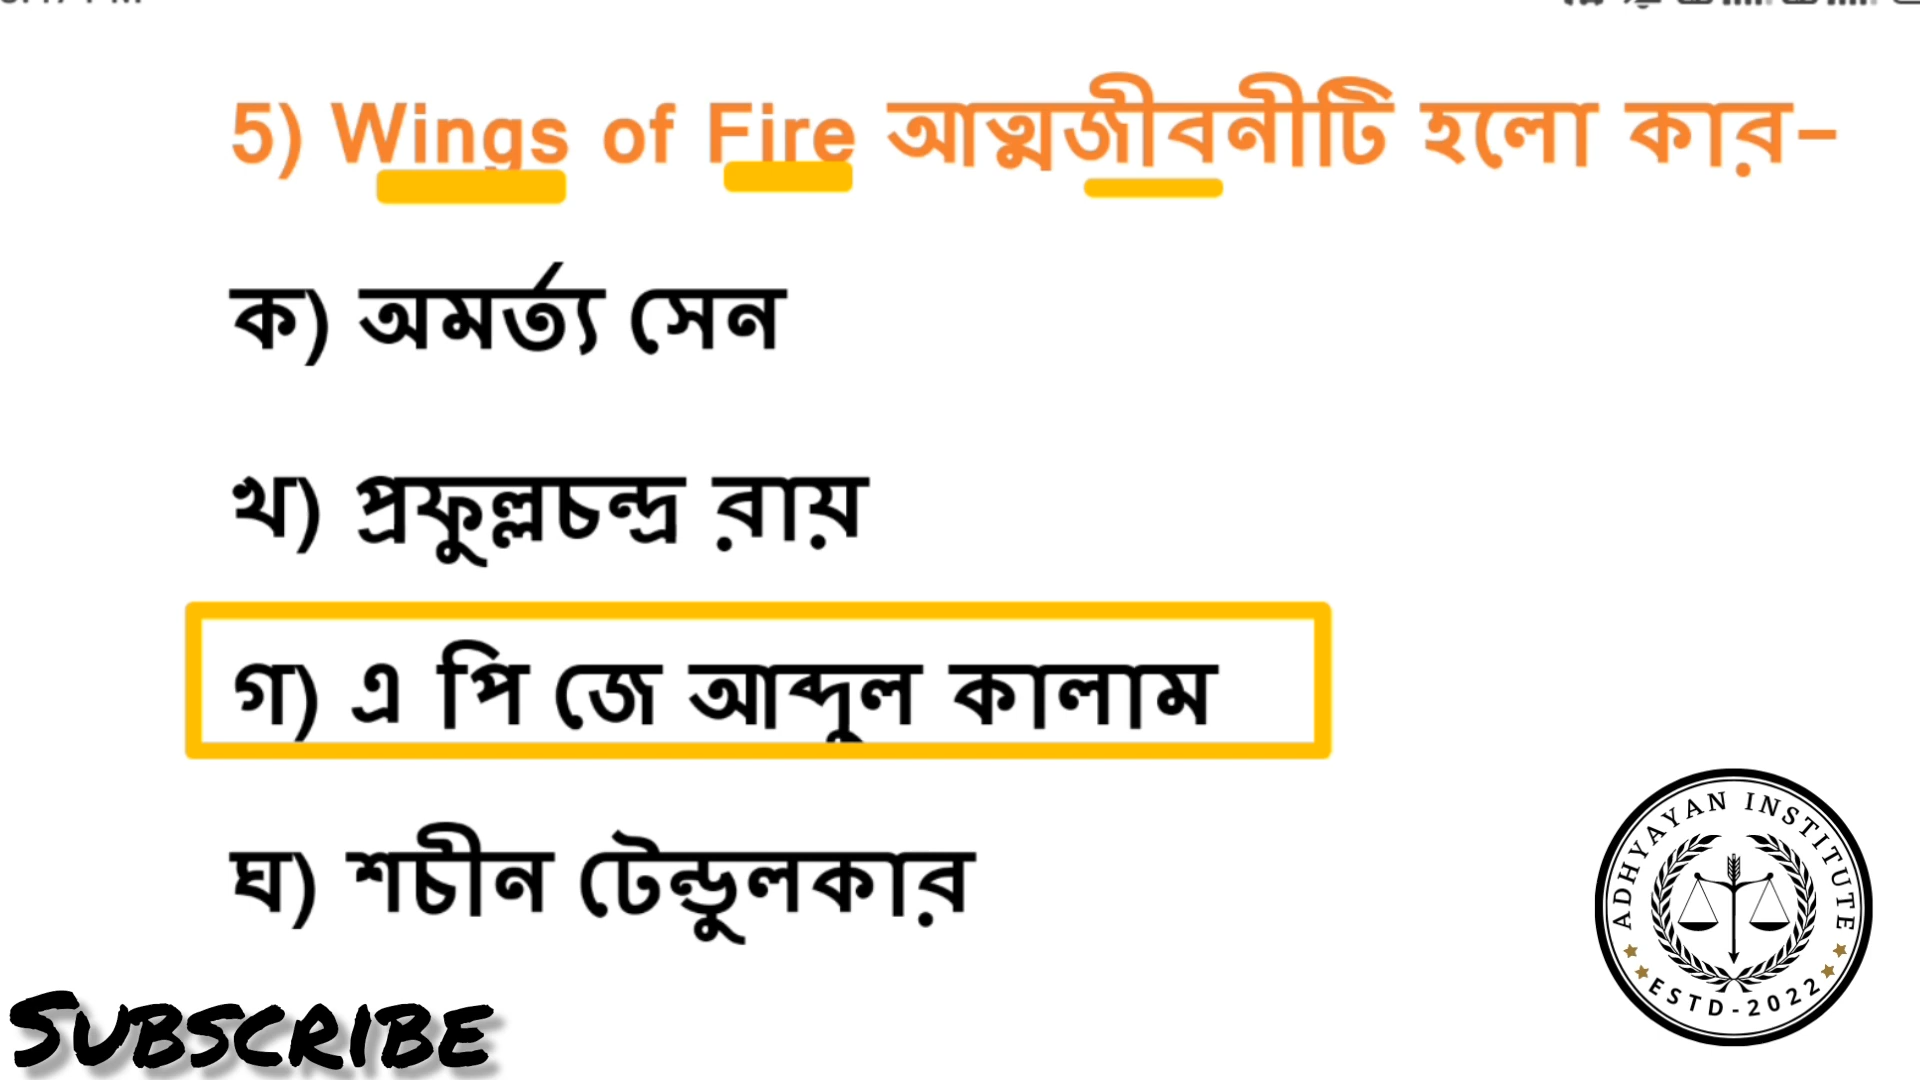 5) Wings of Fire আত্মজীবনীটি হলো কার–
ক) অমর্ত্য সেন
খ) প্রফুল্লচন্দ্র রায়
গ) এ পি জে আব্দুল কালাম
ঘ) শচীন টেন্ডুলকার
ADHYAYAN INSTITUTE
ESTD-2022
SUBSCRIBE